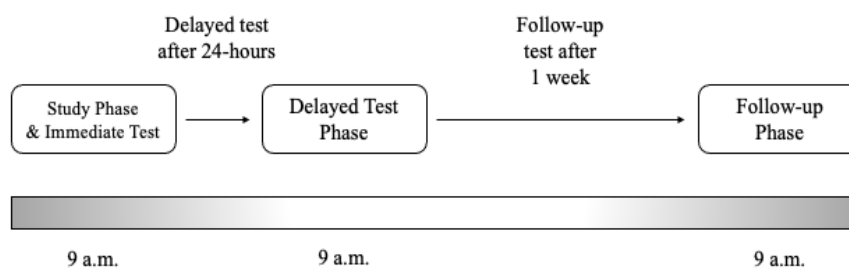 Delayed test
after 24-hours
Follow-up
test after
1 week
Study Phase
& Immediate Test
Delayed Test
Phase
Follow-up
Phase
9 a.m.
9 a.m.
9 a.m.